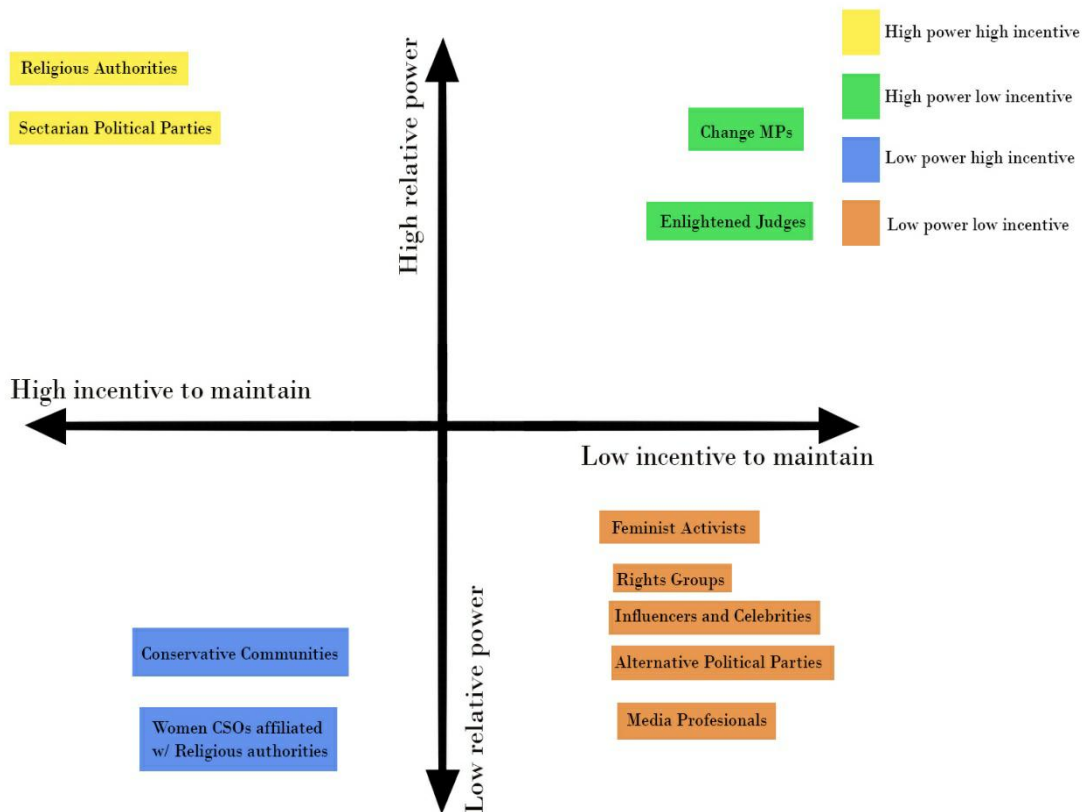 Religious Authorities
Sectarian Political Parties
High relative power
Change MPs
Enlightened Judges
High power high incentive
High power low incentive
Low power high incentive
Low power low incentive
High incentive to maintain
Low incentive to maintain
Feminist Activists
Rights Groups
Influencers and Celebrities
Alternative Political Parties
Media Profesionals
Low relative power
Conservative Communities
Women CSOs affiliated
w/ Religious authorities